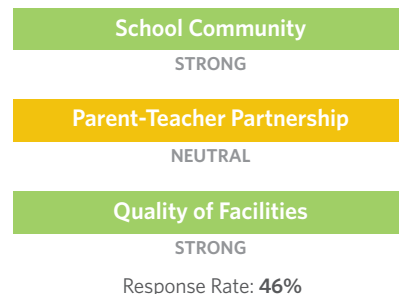 School Community
STRONG
Parent-Teacher Partnership
NEUTRAL
Quality of Facilities
STRONG
Response Rate: 46%